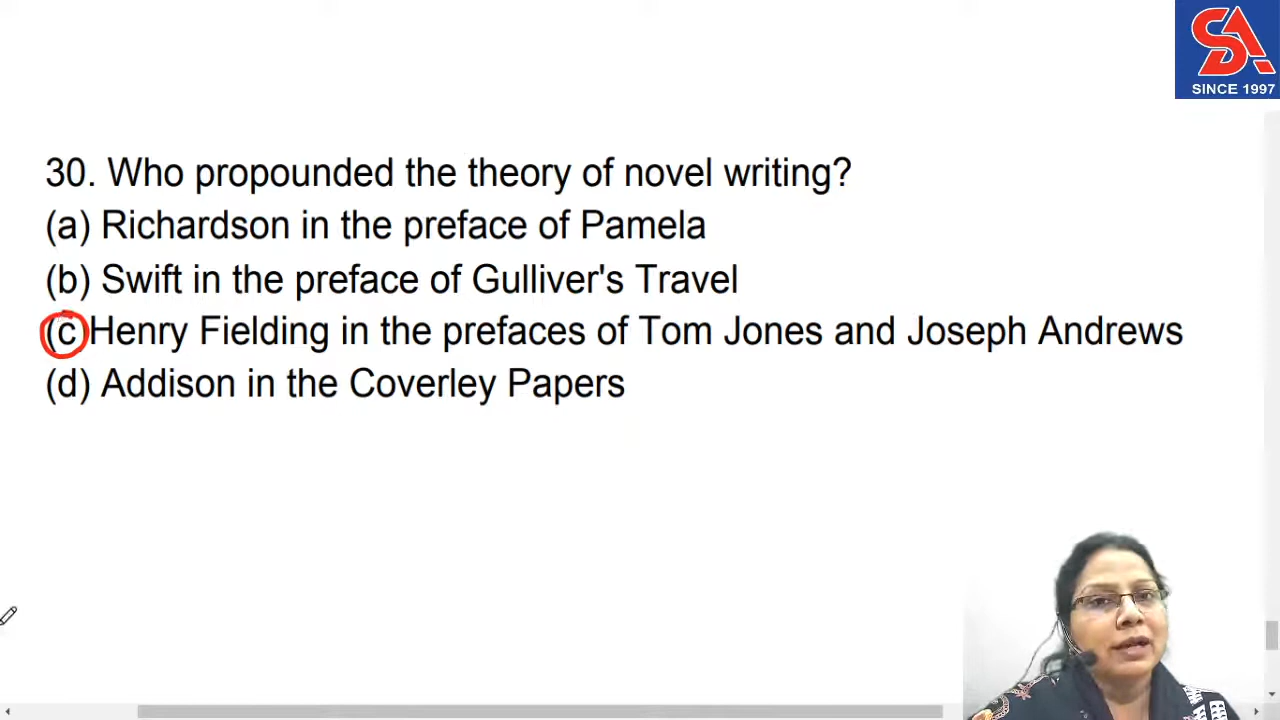 SA
SINCE 1997
30. Who propounded the theory of novel writing?
(a) Richardson in the preface of Pamela
(b) Swift in the preface of Gulliver's Travel
(c) Henry Fielding in the prefaces of Tom Jones and Joseph Andrews
(d) Addison in the Coverley Papers